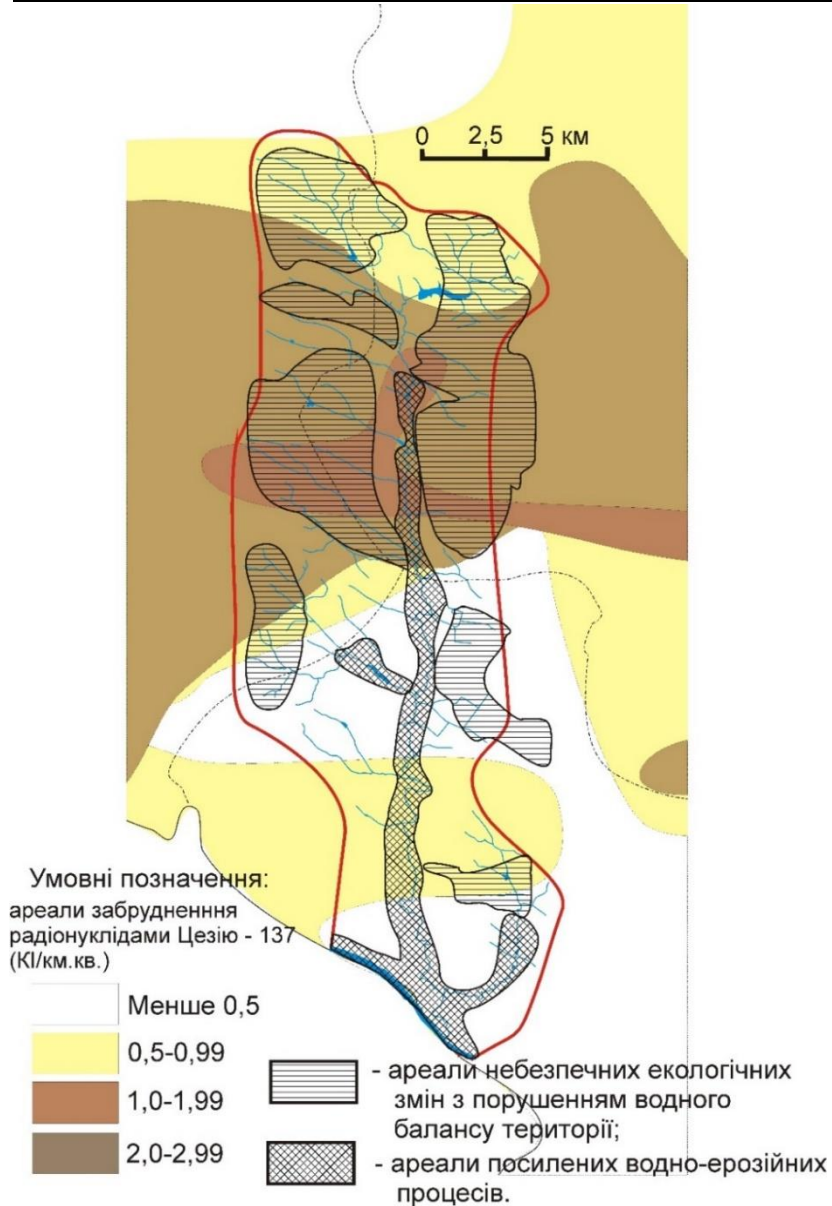 0 2,5 5 км
Умовні позначення:
ареали забрудненння
радіонуклідами Цезію - 137
(КІ/км.кв.)
Менше 0,5
0,5-0,99
1,0-1,99
2,0-2,99
- ареали небезпечних екологічних
змін з порушенням водного
балансу території;
- ареали посилених водно-ерозійних
процесів.